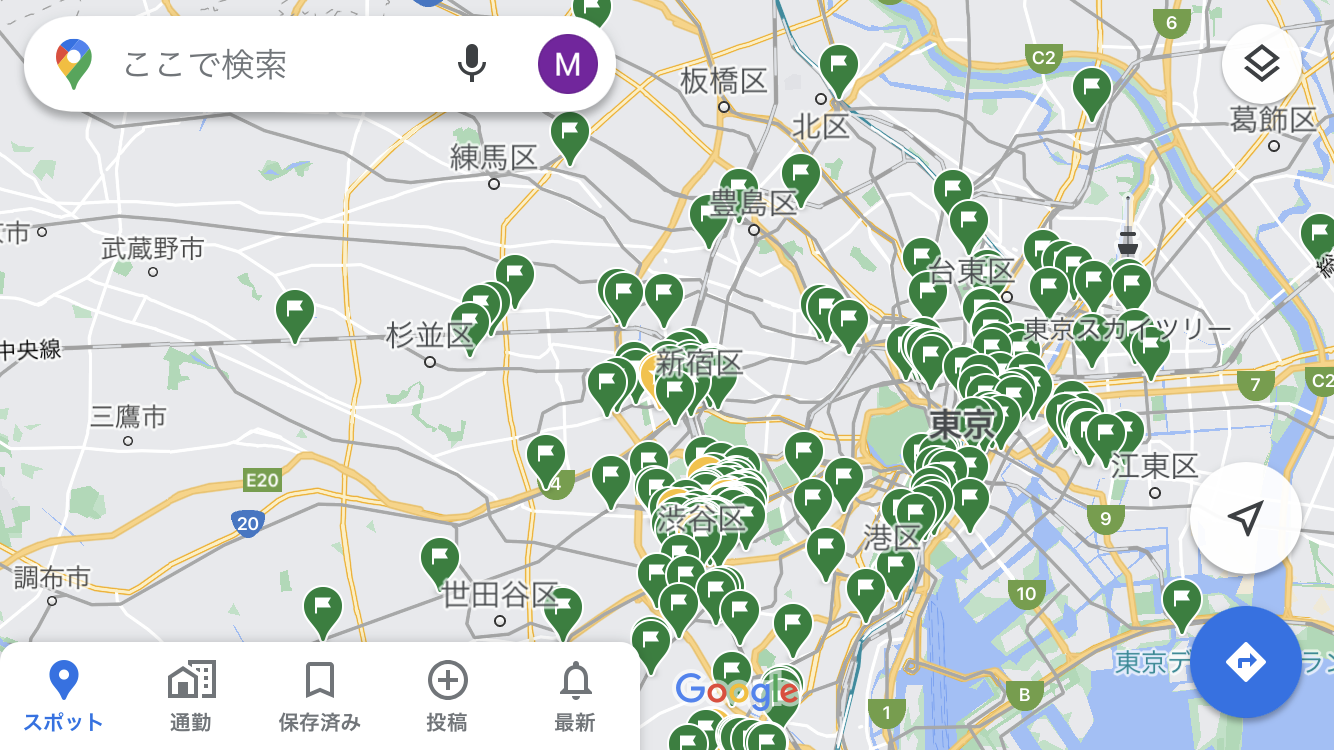 ここで検索
M
6
C2
板橋区
北区
葛飾区
練馬区
豊島区
市
武蔵野市
台東区
中央線
杉並区
東京スカイツリー
新宿区
7
C2
三鷹市
東京
E20
4
江東区
20
渋谷区
港区
9
調布市
世田谷区
10
東京デ
ラン
Google
B
1
スポット
通勤
保存済み
投稿
最新